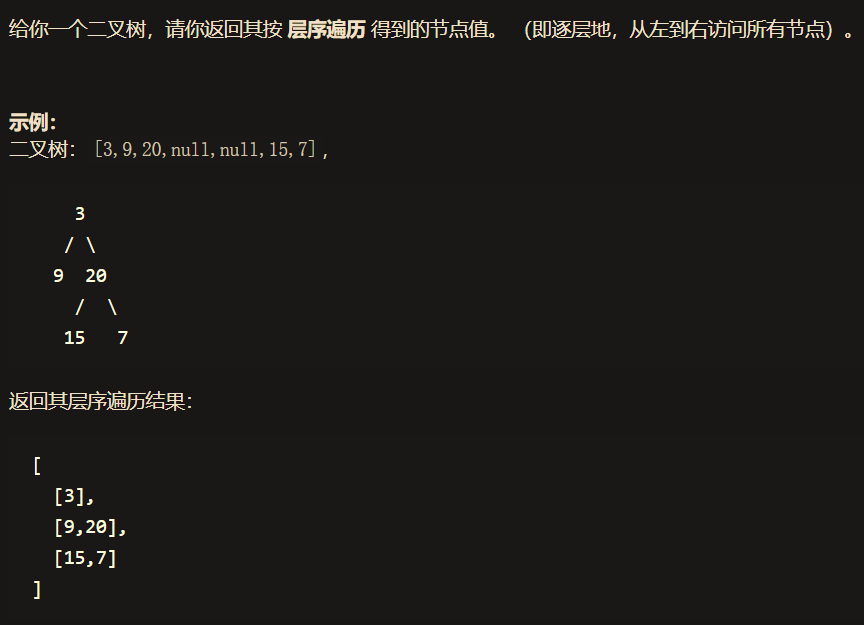 给你一个二叉树，请你返回其按 层序遍历 得到的节点值。 （即逐层地，从左到右访问所有节点）。
示例：
二叉树：[3,9,20,null,null,15,7],
3
/ \
9 20
/ \
15 7
返回其层序遍历结果：
[
[3],
[9,20],
[15,7]
]